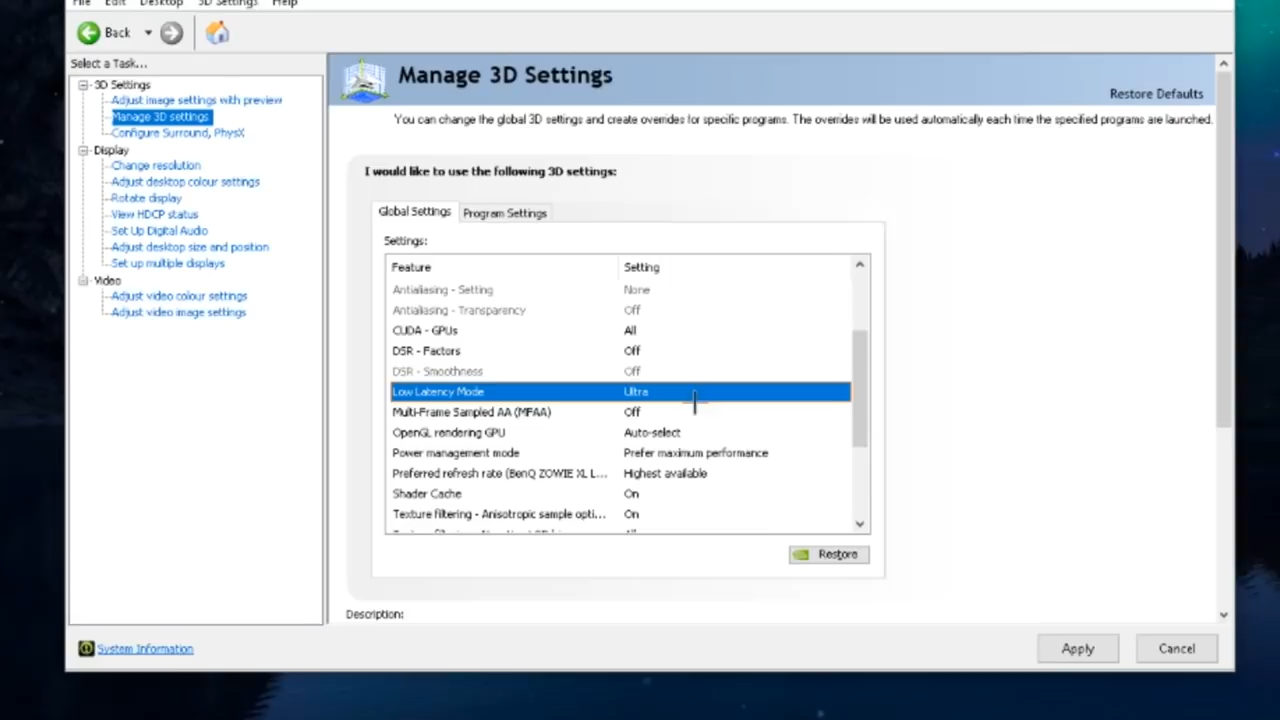 File Edit Desktop 3D Settings Help
Back
Select a Task...
3D Settings
Adjust image settings with preview
Manage 3D settings
Configure Surround, PhysX
Display
Change resolution
Adjust desktop colour settings
Rotate display
View HDCP status
Set Up Digital Audio
Adjust desktop size and position
Set up multiple displays
Video
Adjust video colour settings
Adjust video image settings
System Information
Manage 3D Settings
Restore Defaults
You can change the global 3D settings and create overrides for specific programs. The overrides will be used automatically each time the specified programs are launched.
I would like to use the following 3D settings:
Global Settings Program Settings
Settings:
Feature Setting
Antialiasing - Setting None
Antialiasing - Transparency Off
CUDA - GPUs All
DSR - Factors Off
DSR - Smoothness Off
Low Latency Mode Ultra
Multi-Frame Sampled AA (MFAA) Off
OpenGL rendering GPU Auto-select
Power management mode Prefer maximum performance
Preferred refresh rate (BenQ ZOWIE XL L... Highest available
Shader Cache On
Texture filtering - Anisotropic sample opti... On
Restore
Description:
Apply Cancel